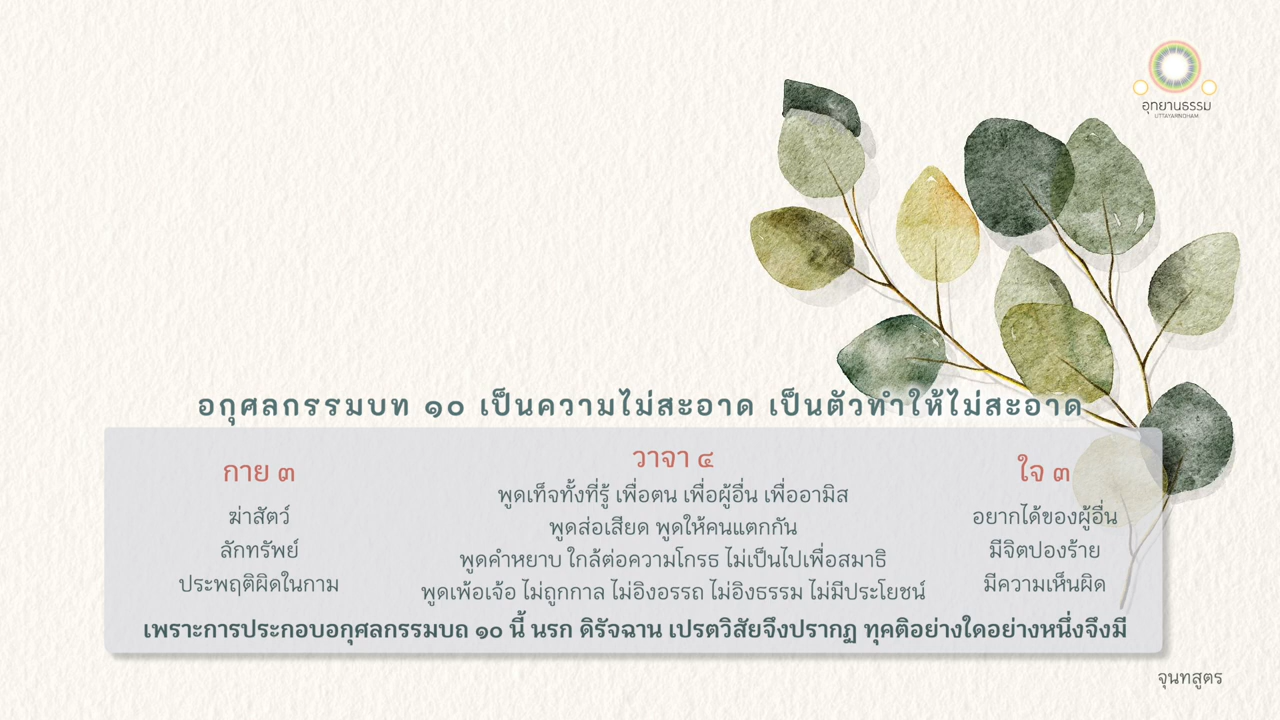 อุทยานธรรม
UTTAYARNDHAM
อกุศลกรรมบท ๑๐ เป็นความไม่สะอาด เป็นตัวทำให้ไม่สะอาด
กาย ๓
ฆ่าสัตว์
ลักทรัพย์
ประพฤติผิดในกาม
วาจา ๔
พูดเท็จทั้งที่รู้ เพื่อตน เพื่อผู้อื่น เพื่ออามิส
พูดส่อเสียด พูดให้คนแตกกัน
พูดคำหยาบ ใกล้ต่อความโกรธ ไม่เป็นไปเพื่อสมาธิ
พูดเพ้อเจ้อ ไม่ถูกกาล ไม่อิงอรรถ ไม่อิงธรรม ไม่มีประโยชน์
ใจ ๓
อยากได้ของผู้อื่น
มีจิตปองร้าย
มีความเห็นผิด
เพราะการประกอบอกุศลกรรมบถ ๑๐ นี้ นรก ดิรัจฉาน เปรตวิสัยจึงปรากฏ ทุคติอย่างใดอย่างหนึ่งจึงมี
จุนทสูตร